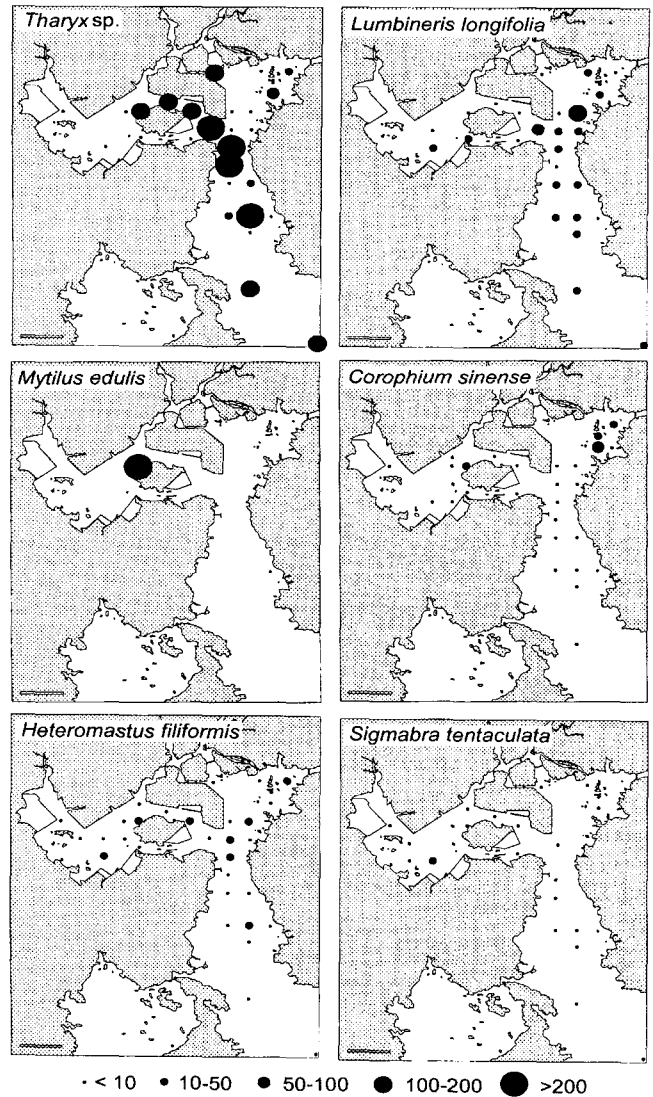 Tharyx sp.
Lumbineris longifolia
Mytilus edulis
Corophium sinense
Heteromastus filiformis
Sigmabra tentaculata
< 10 10-50 50-100 100-200 >200